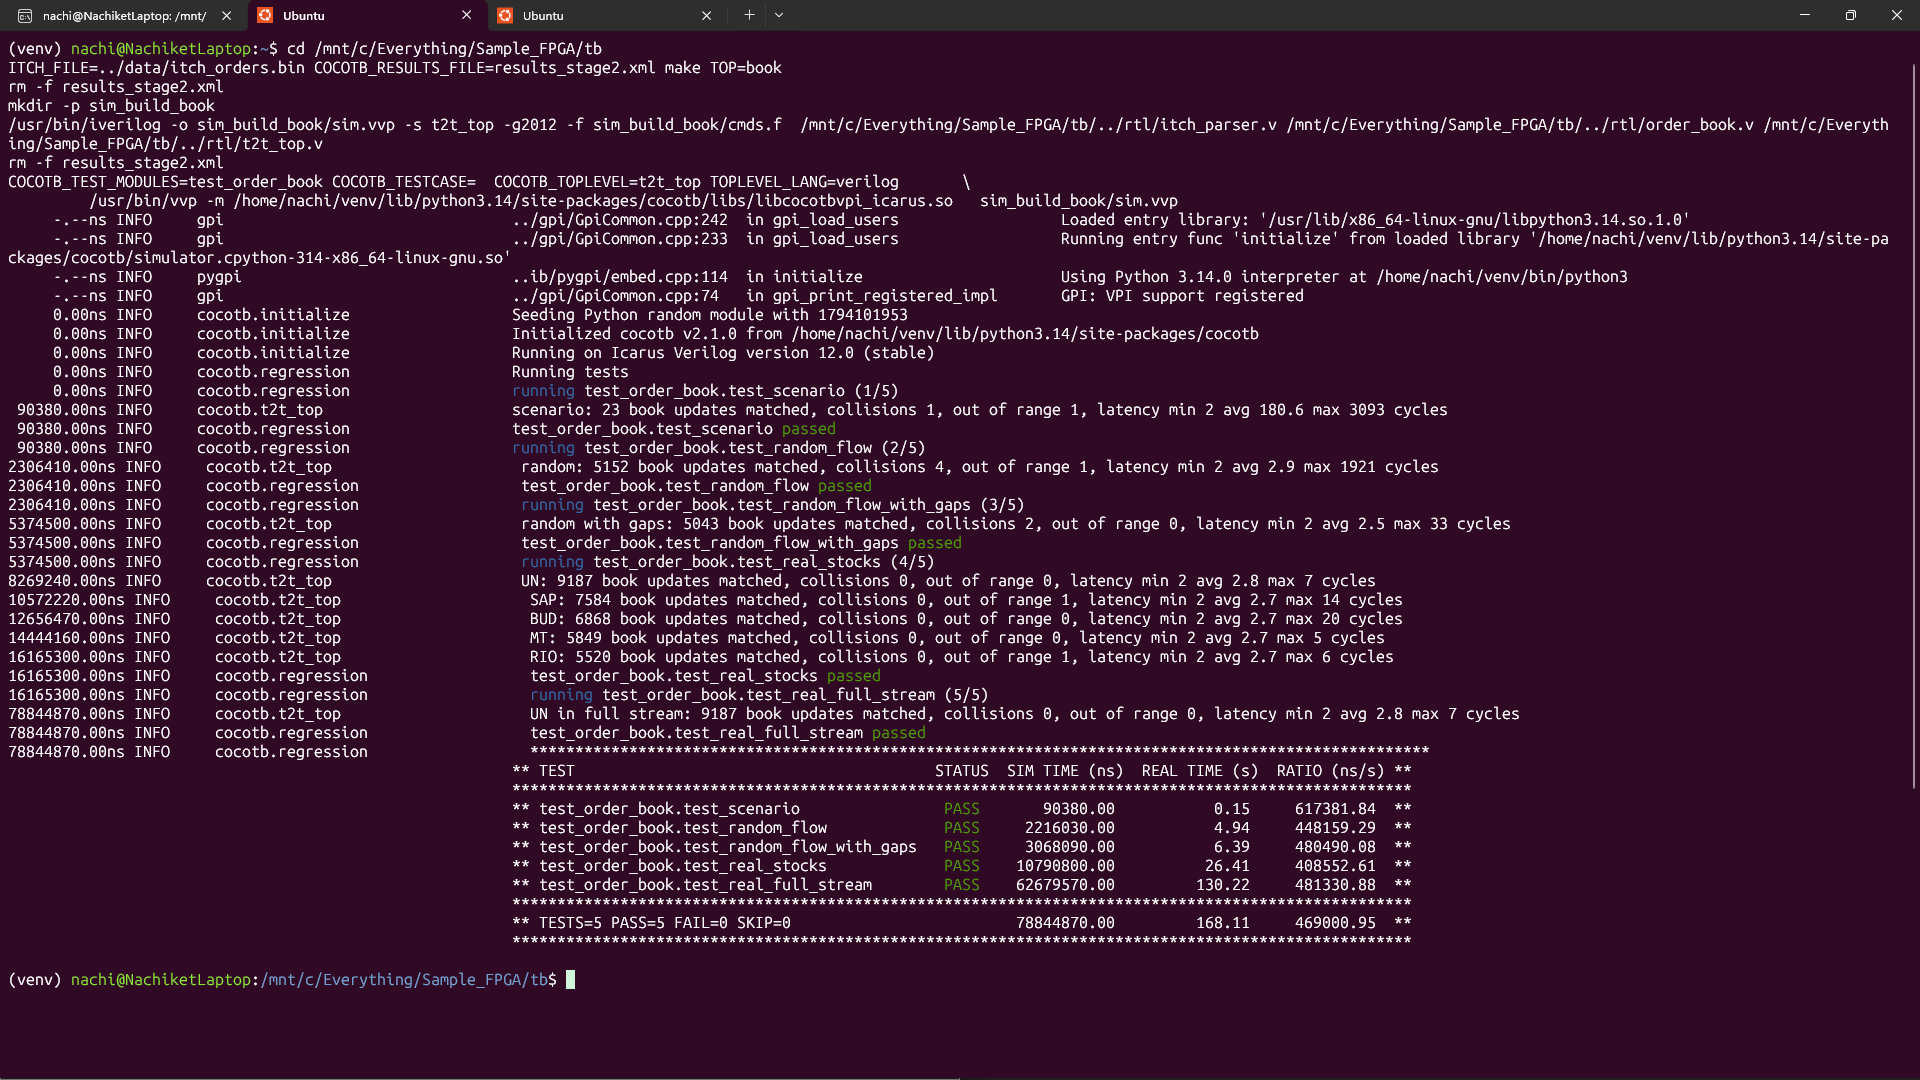 nachi@NachiketLaptop: /mnt/
Ubuntu
Ubuntu
(venv) nachi@NachiketLaptop:~$ cd /mnt/c/Everything/Sample_FPGA/tb
ITCH_FILE=../data/itch_orders.bin COCOTB_RESULTS_FILE=results_stage2.xml make TOP=book
rm -f results_stage2.xml
mkdir -p sim_build_book
/usr/bin/iverilog -o sim_build_book/sim.vvp -s t2t_top -g2012 -f sim_build_book/cmds.f  /mnt/c/Everything/Sample_FPGA/tb/../rtl/itch_parser.v /mnt/c/Everything/Sample_FPGA/tb/../rtl/order_book.v /mnt/c/Everyth
ing/Sample_FPGA/tb/../rtl/t2t_top.v
rm -f results_stage2.xml
COCOTB_TEST_MODULES=test_order_book COCOTB_TESTCASE=  COCOTB_TOPLEVEL=t2t_top TOPLEVEL_LANG=verilog       \
         /usr/bin/vvp -m /home/nachi/venv/lib/python3.14/site-packages/cocotb/libs/libcocotbvpi_icarus.so   sim_build_book/sim.vvp
     -.--ns INFO     gpi                                ../gpi/GpiCommon.cpp:242  in gpi_load_users                  Loaded entry library: '/usr/lib/x86_64-linux-gnu/libpython3.14.so.1.0'
     -.--ns INFO     gpi                                ../gpi/GpiCommon.cpp:233  in gpi_load_users                  Running entry func 'initialize' from loaded library '/home/nachi/venv/lib/python3.14/site-pa
ckages/cocotb/simulator.cpython-314-x86_64-linux-gnu.so'
     -.--ns INFO     pygpi                              ..ib/pygpi/embed.cpp:114  in initialize                      Using Python 3.14.0 interpreter at /home/nachi/venv/bin/python3
     -.--ns INFO     gpi                                ../gpi/GpiCommon.cpp:74   in gpi_print_registered_impl       GPI: VPI support registered
     0.00ns INFO     cocotb.initialize                  Seeding Python random module with 1794101953
     0.00ns INFO     cocotb.initialize                  Initialized cocotb v2.1.0 from /home/nachi/venv/lib/python3.14/site-packages/cocotb
     0.00ns INFO     cocotb.initialize                  Running on Icarus Verilog version 12.0 (stable)
     0.00ns INFO     cocotb.regression                  Running tests
     0.00ns INFO     cocotb.regression                  running test_order_book.test_scenario (1/5)
 90380.00ns INFO     cocotb.t2t_top                     scenario: 23 book updates matched, collisions 1, out of range 1, latency min 2 avg 180.6 max 3093 cycles
 90380.00ns INFO     cocotb.regression                  test_order_book.test_scenario passed
 90380.00ns INFO     cocotb.regression                  running test_order_book.test_random_flow (2/5)
2306410.00ns INFO     cocotb.t2t_top                     random: 5152 book updates matched, collisions 4, out of range 1, latency min 2 avg 2.9 max 1921 cycles
2306410.00ns INFO     cocotb.regression                  test_order_book.test_random_flow passed
2306410.00ns INFO     cocotb.regression                  running test_order_book.test_random_flow_with_gaps (3/5)
5374500.00ns INFO     cocotb.t2t_top                     random with gaps: 5043 book updates matched, collisions 2, out of range 0, latency min 2 avg 2.5 max 33 cycles
5374500.00ns INFO     cocotb.regression                  test_order_book.test_random_flow_with_gaps passed
5374500.00ns INFO     cocotb.regression                  running test_order_book.test_real_stocks (4/5)
8269240.00ns INFO     cocotb.t2t_top                     UN: 9187 book updates matched, collisions 0, out of range 0, latency min 2 avg 2.8 max 7 cycles
10572220.00ns INFO     cocotb.t2t_top                     SAP: 7584 book updates matched, collisions 0, out of range 1, latency min 2 avg 2.7 max 14 cycles
12656470.00ns INFO     cocotb.t2t_top                     BUD: 6868 book updates matched, collisions 0, out of range 0, latency min 2 avg 2.7 max 20 cycles
14444160.00ns INFO     cocotb.t2t_top                     MT: 5849 book updates matched, collisions 0, out of range 0, latency min 2 avg 2.7 max 5 cycles
16165300.00ns INFO     cocotb.t2t_top                     RIO: 5520 book updates matched, collisions 0, out of range 1, latency min 2 avg 2.7 max 6 cycles
16165300.00ns INFO     cocotb.regression                  test_order_book.test_real_stocks passed
16165300.00ns INFO     cocotb.regression                  running test_order_book.test_real_full_stream (5/5)
78844870.00ns INFO     cocotb.t2t_top                     UN in full stream: 9187 book updates matched, collisions 0, out of range 0, latency min 2 avg 2.8 max 7 cycles
78844870.00ns INFO     cocotb.regression                  test_order_book.test_real_full_stream passed
78844870.00ns INFO     cocotb.regression                  ****************************************************************************************************
** TEST                                        STATUS  SIM TIME (ns)  REAL TIME (s)  RATIO (ns/s) **
****************************************************************************************************
** test_order_book.test_scenario                PASS       90380.00           0.15     617381.84  **
** test_order_book.test_random_flow             PASS     2216030.00           4.94     448159.29  **
** test_order_book.test_random_flow_with_gaps   PASS     3068090.00           6.39     480490.08  **
** test_order_book.test_real_stocks             PASS    10790800.00          26.41     408552.61  **
** test_order_book.test_real_full_stream        PASS    62679570.00         130.22     481330.88  **
****************************************************************************************************
** TESTS=5 PASS=5 FAIL=0 SKIP=0                         78844870.00         168.11     469000.95  **
****************************************************************************************************
(venv) nachi@NachiketLaptop:/mnt/c/Everything/Sample_FPGA/tb$